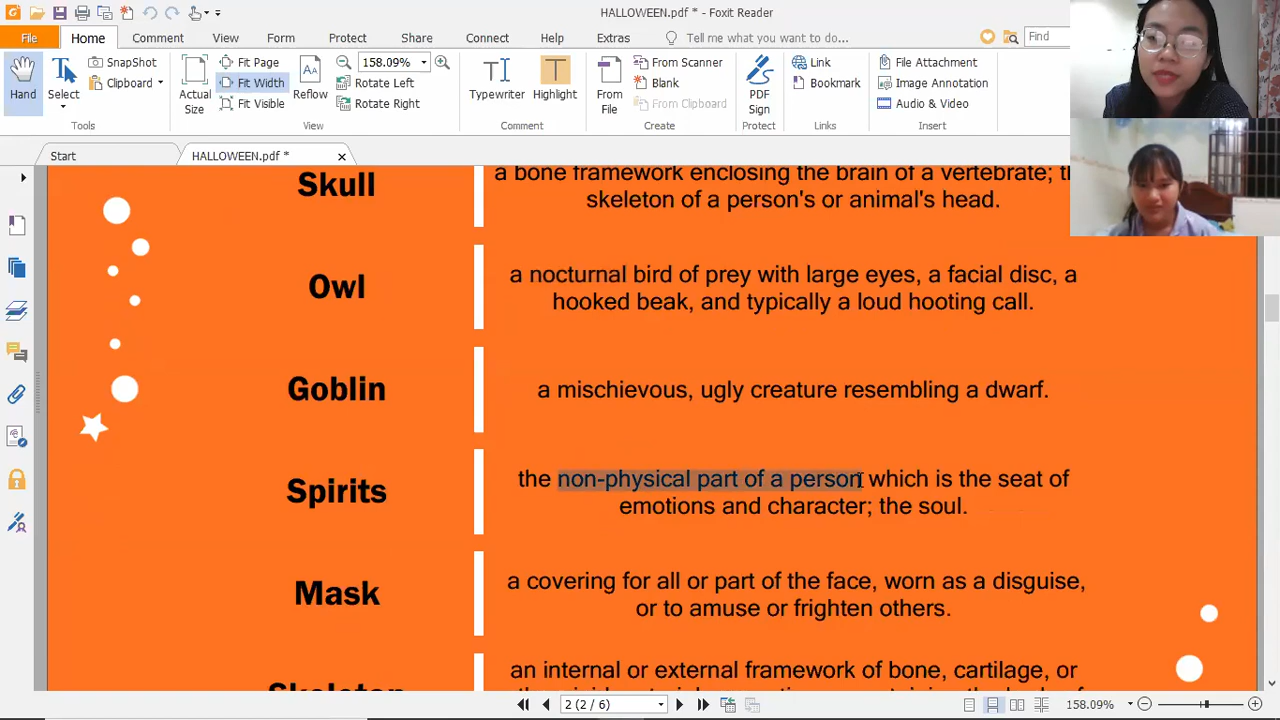 HALLOWEEN.pdf * - Foxit Reader
File Home Comment View Form Protect Share Connect Help Extras Tell me what you want to do... Find
Hand Select SnapShot Clipboard Actual Size Fit Page Fit Width Fit Visible Reflow 158.09% Rotate Left Rotate Right Typewriter Highlight From File From Scanner Blank From Clipboard PDF Sign Link Bookmark File Attachment Image Annotation Audio & Video
Tools View Comment Create Protect Links Insert
Start HALLOWEEN.pdf *
Skull
a bone framework enclosing the brain of a vertebrate;
skeleton of a person's or animal's head.
Owl
a nocturnal bird of prey with large eyes, a facial disc, a
hooked beak, and typically a loud hooting call.
Goblin
a mischievous, ugly creature resembling a dwarf.
Spirits
the non-physical part of a person which is the seat of
emotions and character; the soul.
Mask
a covering for all or part of the face, worn as a disguise,
or to amuse or frighten others.
Skeleton
an internal or external framework of bone, cartilage, or
2 (2 / 6) 158.09%